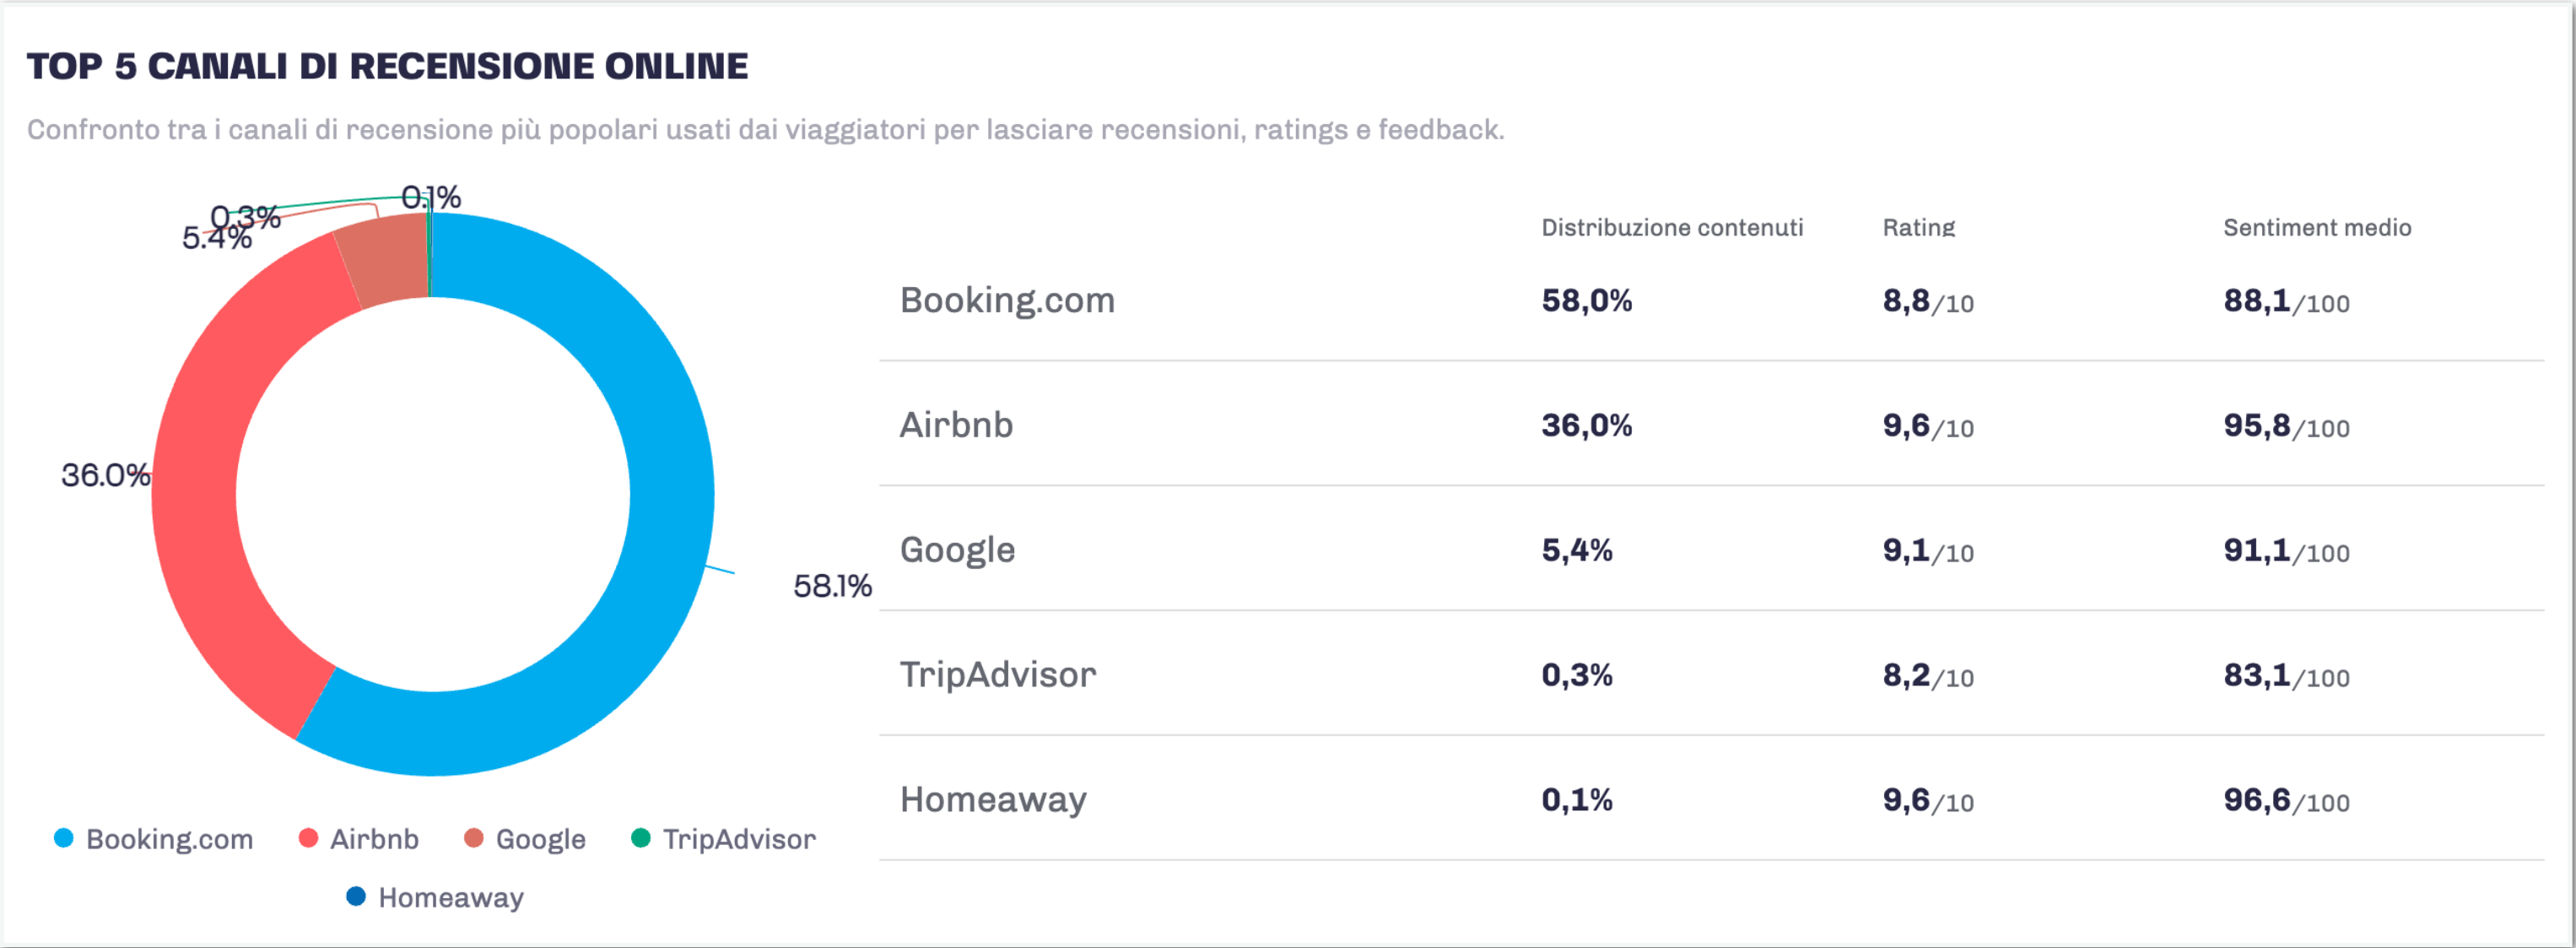 TOP 5 CANALI DI RECENSIONE ONLINE
Confronto tra i canali di recensione più popolari usati dai viaggiatori per lasciare recensioni, ratings e feedback.
0.1%
0.3%
5.4%
36.0%
58.1%
Booking.com Airbnb Google TripAdvisor
Homeaway
Distribuzione contenuti Rating Sentiment medio
Booking.com 58,0% 8,8/10 88,1/100
Airbnb 36,0% 9,6/10 95,8/100
Google 5,4% 9,1/10 91,1/100
TripAdvisor 0,3% 8,2/10 83,1/100
Homeaway 0,1% 9,6/10 96,6/100